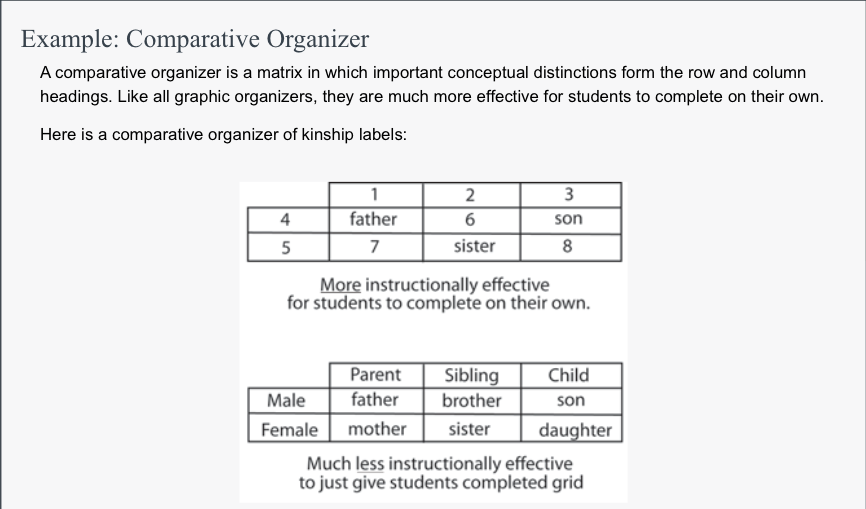 Example: Comparative Organizer
A comparative organizer is a matrix in which important conceptual distinctions form the row and column
headings. Like all graphic organizers, they are much more effective for students to complete on their own.
Here is a comparative organizer of kinship labels:
1 2 3
4 father 6 son
5 7 sister 8
More instructionally effective
for students to complete on their own.
Parent Sibling Child
Male father brother son
Female mother sister daughter
Much less instructionally effective
to just give students completed grid